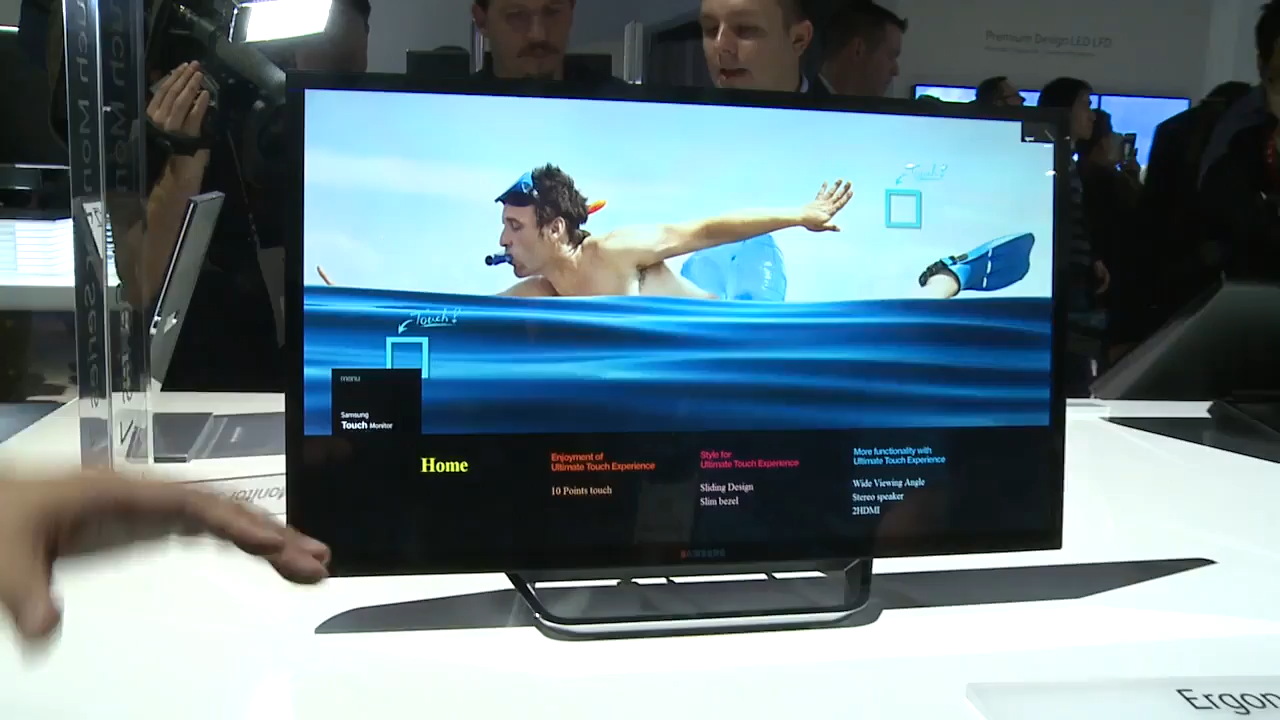 Premium Design LED LFD
Touch?
Touch?
menu
Samsung
Touch Monitor
Home
Enjoyment of
Ultimate Touch Experience
10 Points touch
Style for
Ultimate Touch Experience
Sliding Design
Slim bezel
More functionality with
Ultimate Touch Experience
Wide Viewing Angle
Stereo speaker
2HDMI
SAMSUNG
Ergon